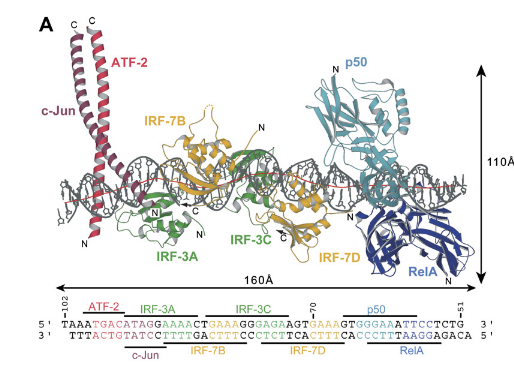 A
C C
ATF-2
p50
N
c-Jun
IRF-7B
N
110Å
N C
N
N
IRF-3A
IRF-3C
C
IRF-7D
RelA
N
N
160Å
-102
-70
-51
ATF-2 IRF-3A IRF-3C p50
5' TAAATGACATAGGAAAACTGAAAGGGAGAAGTGAAAGTGGGAAATTCCTCTG 3'
3' TTTACTGTATCCTTTTGACTTTCCCTCTTCACTTTCACCCTTTAAGGAGACA 5'
c-Jun IRF-7B IRF-7D RelA